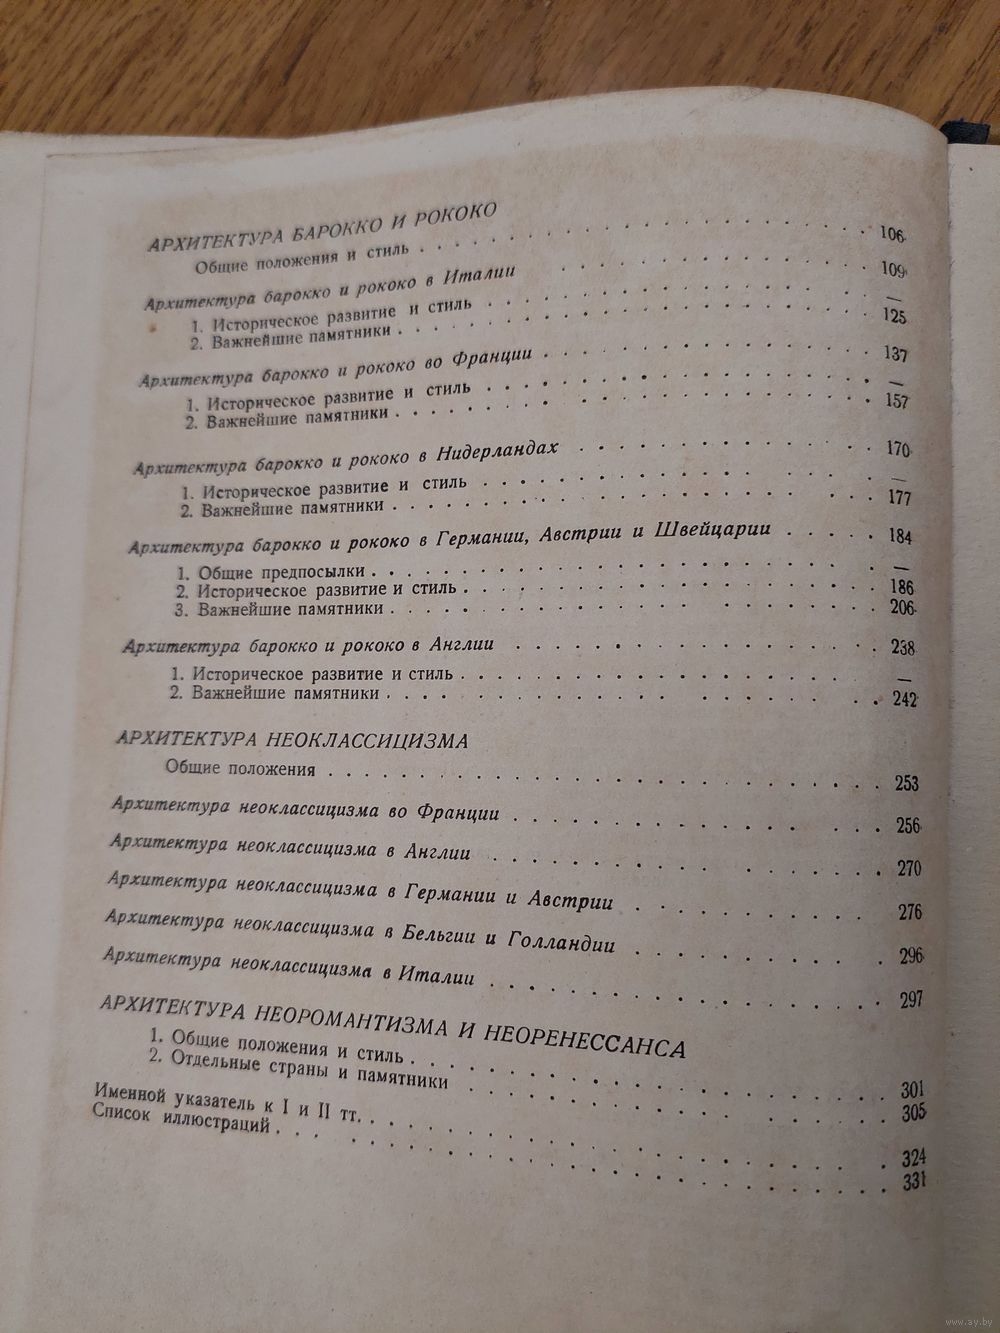 АРХИТЕКТУРА БАРОККО И РОКОКО
Общие положения и стиль . . . . . . . . . . . . . . . . 106
Архитектура барокко и рококо в Италии . . . . . . . . . . . 109
1. Историческое развитие и стиль . . . . . . . . . . . . —
2. Важнейшие памятники . . . . . . . . . . . . . . . . 125
Архитектура барокко и рококо во Франции . . . . . . . . . . 137
1. Историческое развитие и стиль . . . . . . . . . . . . —
2. Важнейшие памятники . . . . . . . . . . . . . . . . 157
Архитектура барокко и рококо в Нидерландах . . . . . . . . . 170
1. Историческое развитие и стиль . . . . . . . . . . . . —
2. Важнейшие памятники . . . . . . . . . . . . . . . . 177
Архитектура барокко и рококо в Германии, Австрии и Швейцарии . . . . . 184
1. Общие предпосылки . . . . . . . . . . . . . . . . . —
2. Историческое развитие и стиль . . . . . . . . . . . . 186
3. Важнейшие памятники . . . . . . . . . . . . . . . . 206
Архитектура барокко и рококо в Англии . . . . . . . . . . . 238
1. Историческое развитие и стиль . . . . . . . . . . . . —
2. Важнейшие памятники . . . . . . . . . . . . . . . . 242
АРХИТЕКТУРА НЕОКЛАССИЦИЗМА
Общие положения . . . . . . . . . . . . . . . . . . . 253
Архитектура неоклассицизма во Франции . . . . . . . . . . . 256
Архитектура неоклассицизма в Англии . . . . . . . . . . . . 270
Архитектура неоклассицизма в Германии и Австрии . . . . . . . . 276
Архитектура неоклассицизма в Бельгии и Голландии . . . . . . . . 296
Архитектура неоклассицизма в Италии . . . . . . . . . . . . 297
АРХИТЕКТУРА НЕОРОМАНТИЗМА И НЕОРЕНЕССАНСА
1. Общие положения и стиль . . . . . . . . . . . . . . . 301
2. Отдельные страны и памятники . . . . . . . . . . . . . 305
Именной указатель к I и II тт. . . . . . . . . . . . . . . . 324
Список иллюстраций . . . . . . . . . . . . . . . . . . . 331
www.ay.by